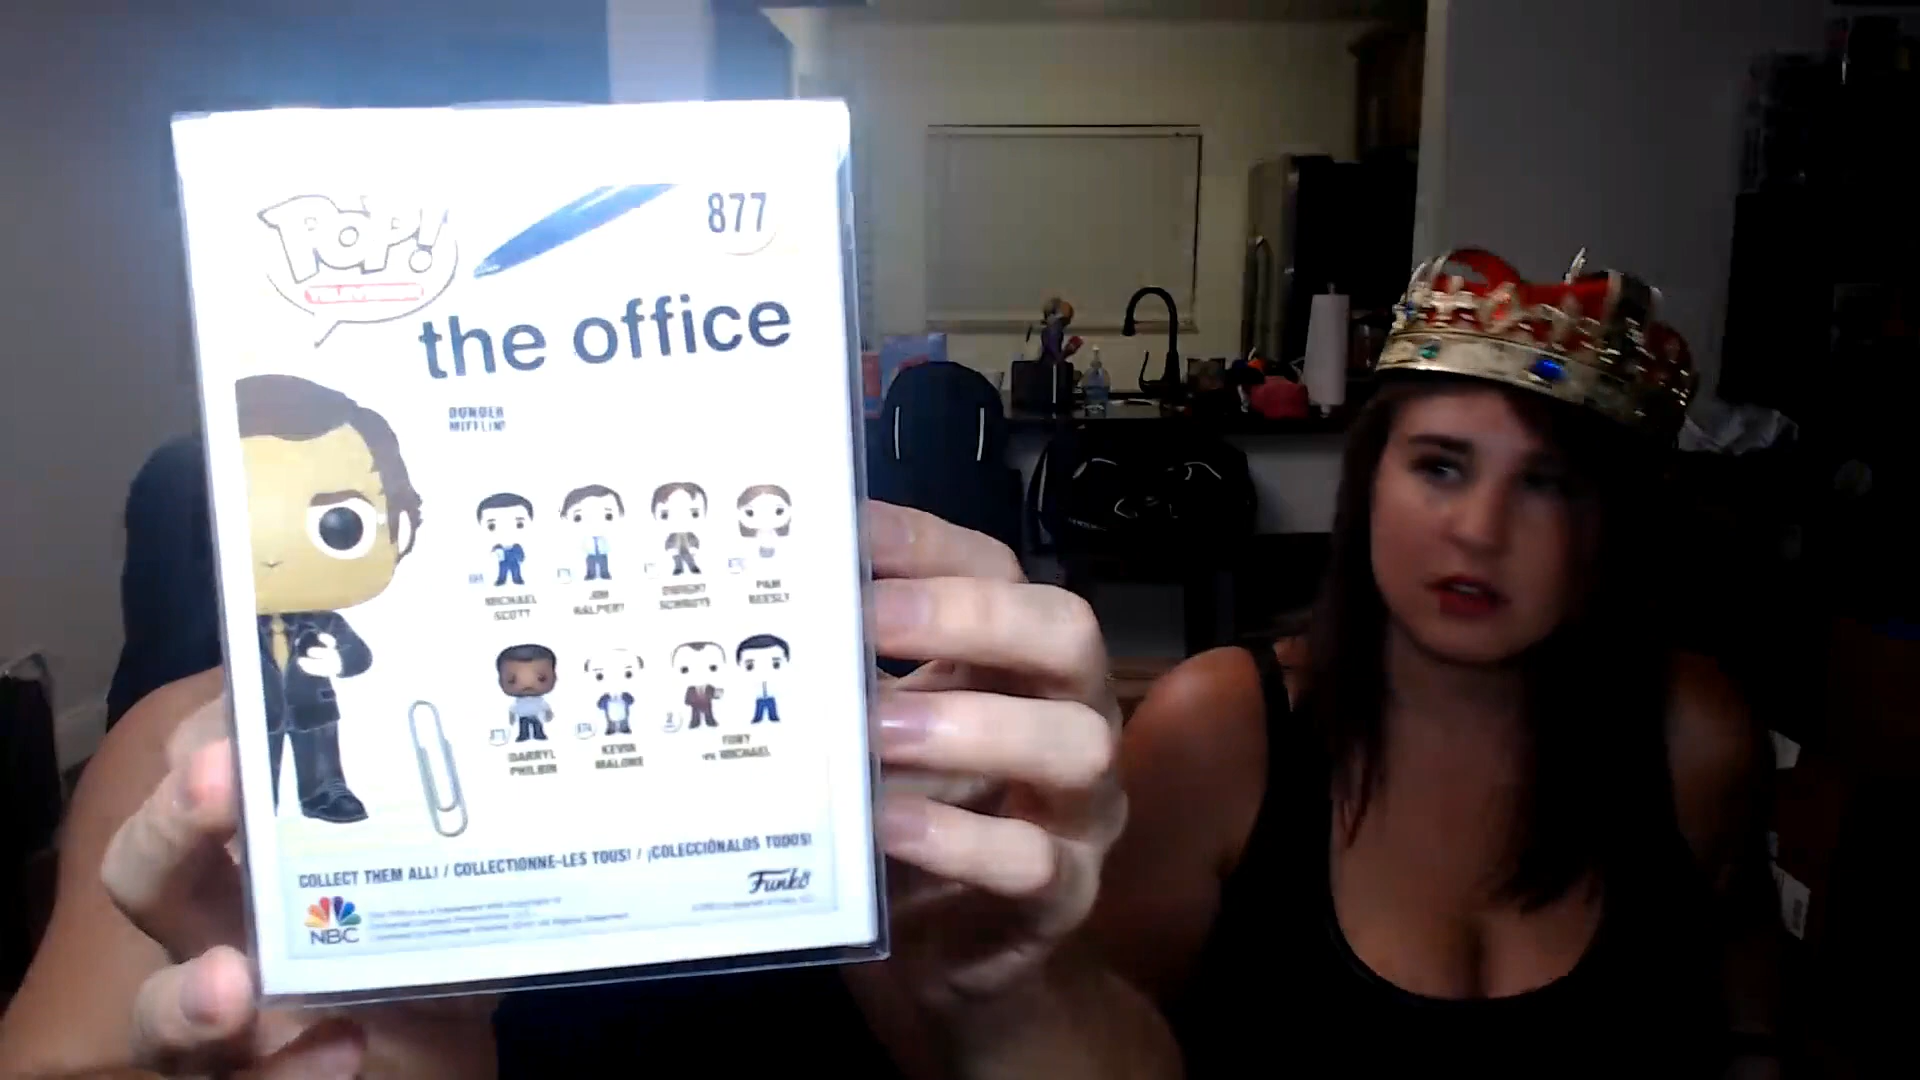 POP!
877
the office
DUNDER
MIFFLIN
MICHAEL
SCOTT
JIM
HALPERT
DWIGHT
SCHRUTE
PAM
BEESLY
DARRYL
PHILBIN
KEVIN
MALONE
TOBY
vs MICHAEL
COLLECT THEM ALL! / COLLECTIONNE-LES TOUS! / ¡COLECCIÓNALOS TODOS!
Funko
NBC